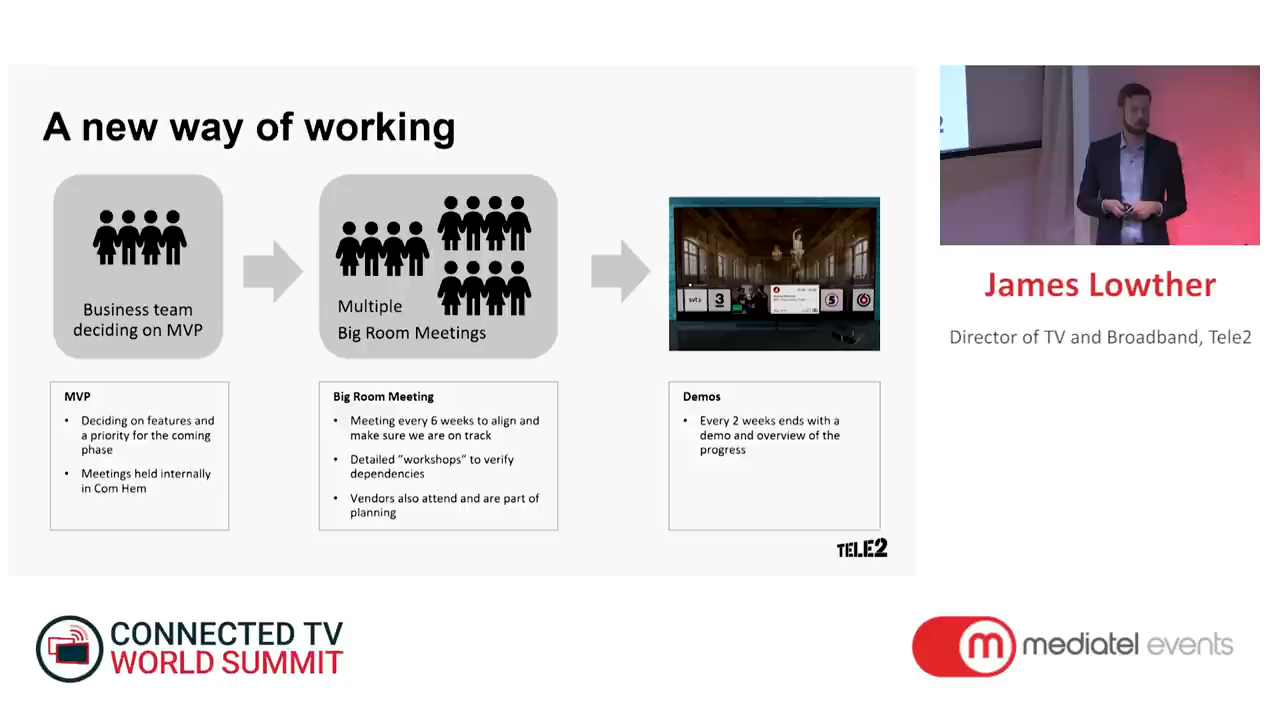 A new way of working
Business team
deciding on MVP
Multiple
Big Room Meetings
svt2
3
5
MVP
• Deciding on features and
a priority for the coming
phase
• Meetings held internally
in Com Hem
Big Room Meeting
• Meeting every 6 weeks to align and
make sure we are on track
• Detailed "workshops" to verify
dependencies
• Vendors also attend and are part of
planning
Demos
• Every 2 weeks ends with a
demo and overview of the
progress
TELE2
2
James Lowther
Director of TV and Broadband, Tele2
CONNECTED TV
WORLD SUMMIT
m mediatel events